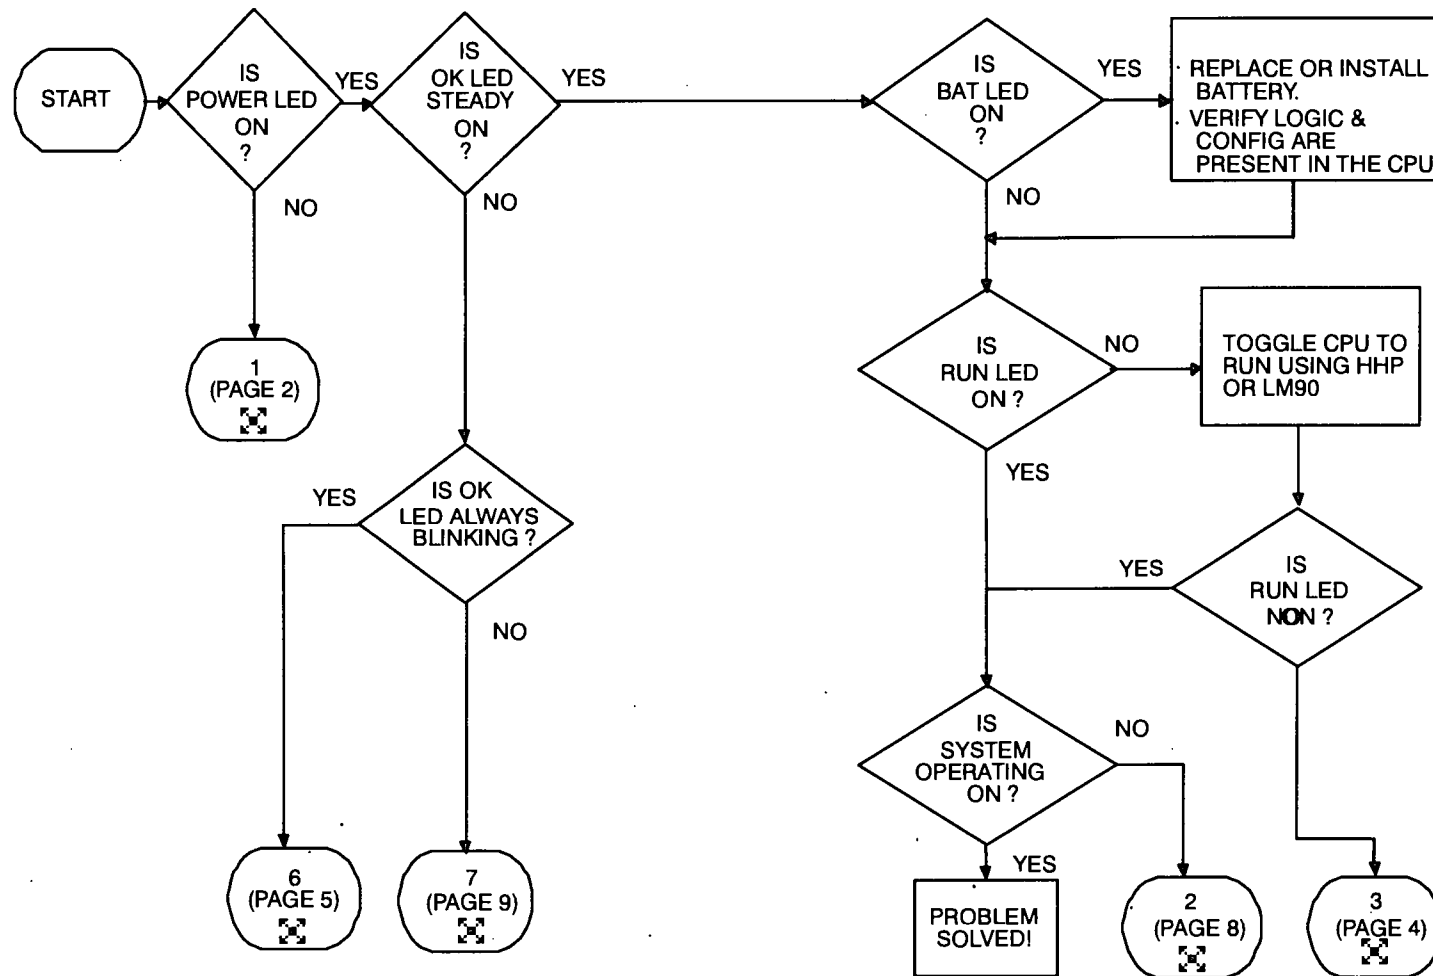 START
IS
POWER LED
ON
?
YES
NO
1
(PAGE 2)
IS
OK LED
STEADY
ON
?
YES
NO
IS OK
LED ALWAYS
BLINKING ?
YES
NO
6
(PAGE 5)
7
(PAGE 9)
IS
BAT LED
ON
?
YES
NO
REPLACE OR INSTALL
BATTERY.
VERIFY LOGIC &
CONFIG ARE
PRESENT IN THE CPU
IS
RUN LED
ON ?
NO
YES
TOGGLE CPU TO
RUN USING HHP
OR LM90
IS
RUN LED
ON ?
YES
NO
IS
SYSTEM
OPERATING
ON ?
NO
YES
PROBLEM
SOLVED!
2
(PAGE 8)
3
(PAGE 4)